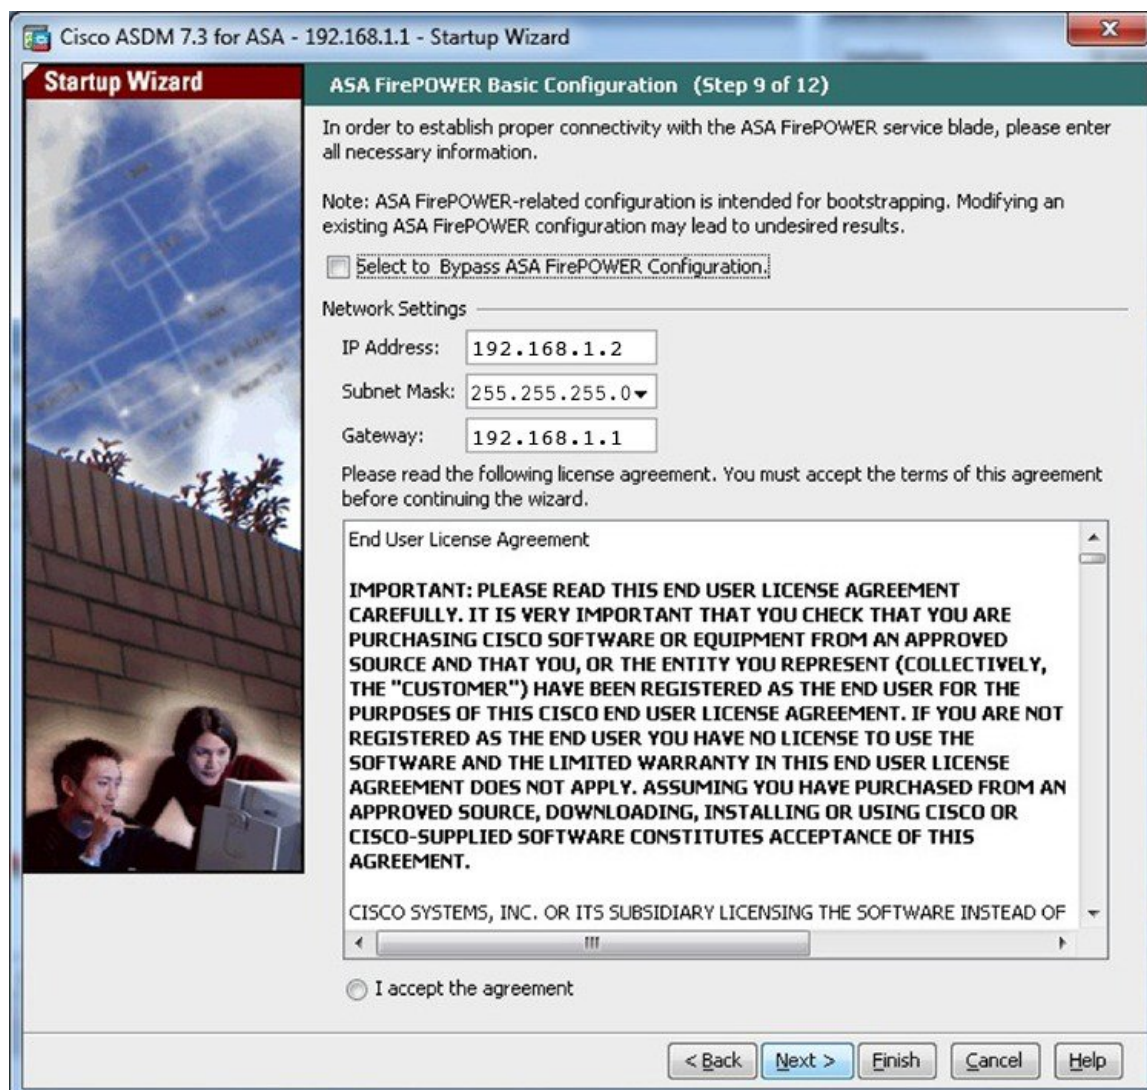 Cisco ASDM 7.3 for ASA - 192.168.1.1 - Startup Wizard
Startup Wizard
ASA FirePOWER Basic Configuration (Step 9 of 12)
In order to establish proper connectivity with the ASA FirePOWER service blade, please enter
all necessary information.
Note: ASA FirePOWER-related configuration is intended for bootstrapping. Modifying an
existing ASA FirePOWER configuration may lead to undesired results.
Select to Bypass ASA FirePOWER Configuration.
Network Settings
IP Address: 192.168.1.2
Subnet Mask: 255.255.255.0
Gateway: 192.168.1.1
Please read the following license agreement. You must accept the terms of this agreement
before continuing the wizard.
End User License Agreement
IMPORTANT: PLEASE READ THIS END USER LICENSE AGREEMENT
CAREFULLY. IT IS VERY IMPORTANT THAT YOU CHECK THAT YOU ARE
PURCHASING CISCO SOFTWARE OR EQUIPMENT FROM AN APPROVED
SOURCE AND THAT YOU, OR THE ENTITY YOU REPRESENT (COLLECTIVELY,
THE "CUSTOMER") HAVE BEEN REGISTERED AS THE END USER FOR THE
PURPOSES OF THIS CISCO END USER LICENSE AGREEMENT. IF YOU ARE NOT
REGISTERED AS THE END USER YOU HAVE NO LICENSE TO USE THE
SOFTWARE AND THE LIMITED WARRANTY IN THIS END USER LICENSE
AGREEMENT DOES NOT APPLY. ASSUMING YOU HAVE PURCHASED FROM AN
APPROVED SOURCE, DOWNLOADING, INSTALLING OR USING CISCO OR
CISCO-SUPPLIED SOFTWARE CONSTITUTES ACCEPTANCE OF THIS
AGREEMENT.
CISCO SYSTEMS, INC. OR ITS SUBSIDIARY LICENSING THE SOFTWARE INSTEAD OF
I accept the agreement
< Back Next > Finish Cancel Help